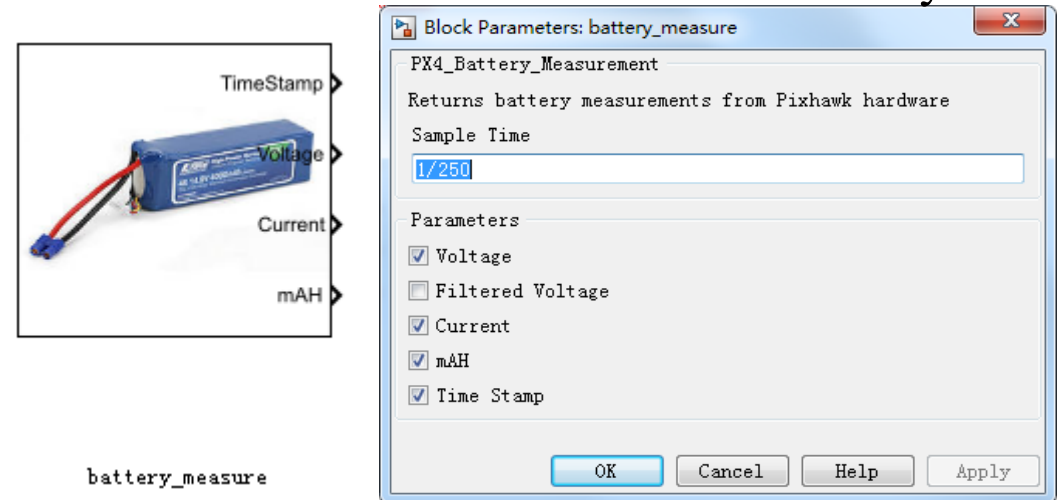 TimeStamp
Voltage
Current
mAH
battery_measure
Block Parameters: battery_measure
PX4_Battery_Measurement
Returns battery measurements from Pixhawk hardware
Sample Time
1/250
Parameters
Voltage
Filtered Voltage
Current
mAH
Time Stamp
OK
Cancel
Help
Apply